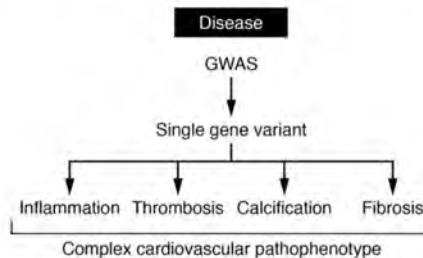 Disease
GWAS
Single gene variant
Inflammation Thrombosis Calcification Fibrosis
Complex cardiovascular pathophenotype